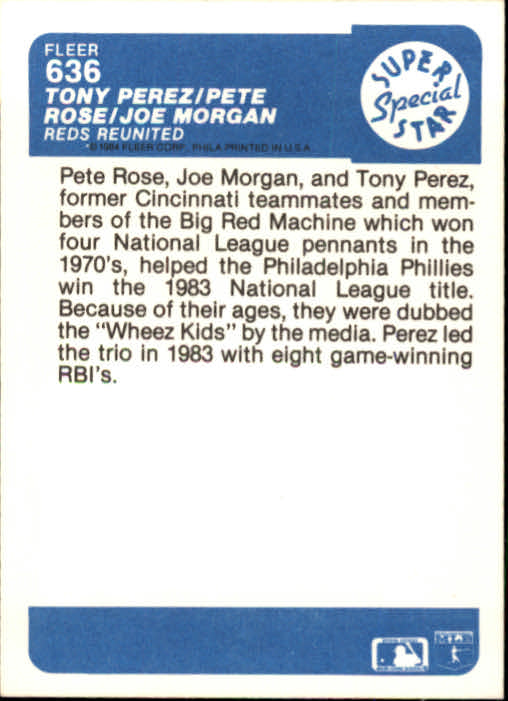 FLEER
636
TONY PEREZ/PETE
ROSE/JOE MORGAN
REDS REUNITED
© 1984 FLEER CORP., PHILA. PRINTED IN U.S.A.
SUPER
Special
STAR
Pete Rose, Joe Morgan, and Tony Perez,
former Cincinnati teammates and mem-
bers of the Big Red Machine which won
four National League pennants in the
1970's, helped the Philadelphia Phillies
win the 1983 National League title.
Because of their ages, they were dubbed
the "Wheez Kids" by the media. Perez led
the trio in 1983 with eight game-winning
RBI's.